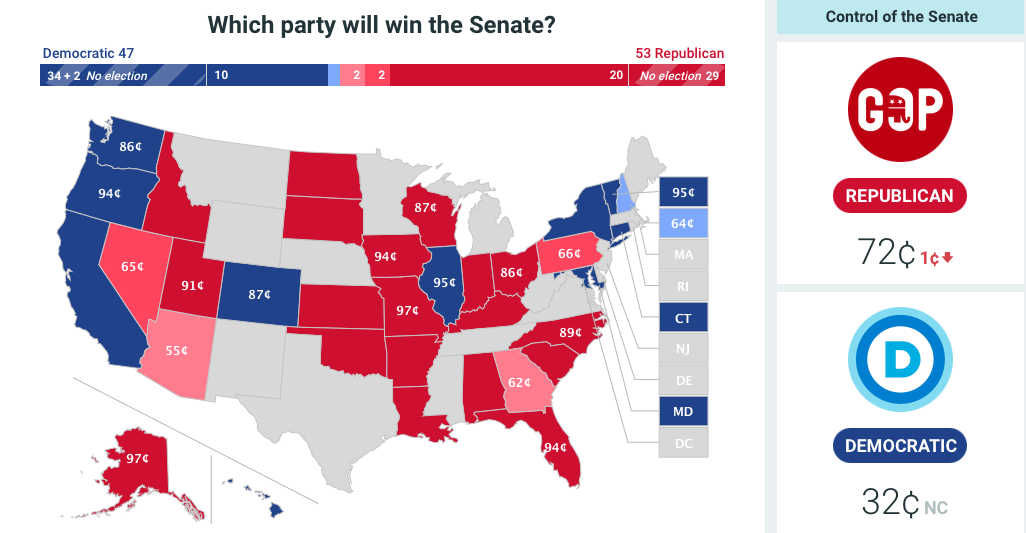 Which party will win the Senate?
Democratic 47
53 Republican
34 + 2 No election
10
2
2
20
No election 29
86¢
94¢
65¢
91¢
87¢
55¢
87¢
94¢
95¢
97¢
86¢
66¢
89¢
62¢
94¢
97¢
95¢
64¢
MA
RI
CT
NJ
DE
MD
DC
Control of the Senate
GOP
REPUBLICAN
72¢ 1¢
D
DEMOCRATIC
32¢ NC